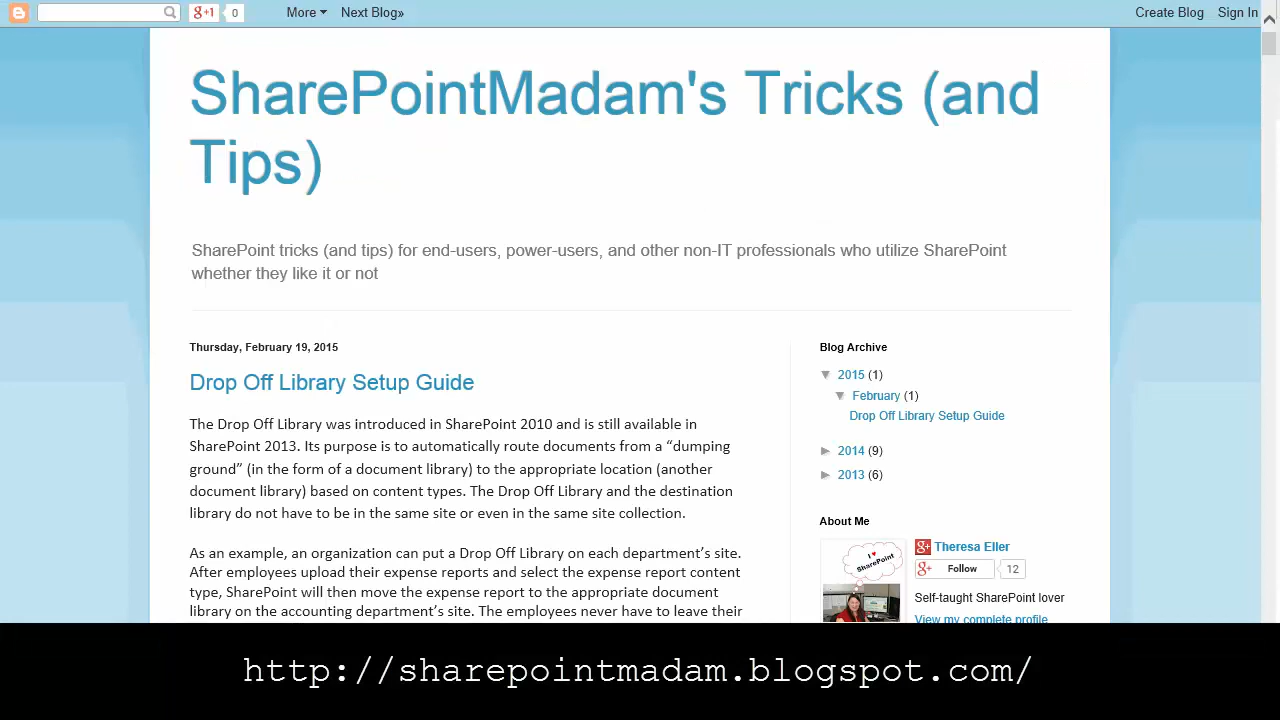 0
More
Next Blog»
Create Blog
Sign In
SharePointMadam's Tricks (and
Tips)
SharePoint tricks (and tips) for end-users, power-users, and other non-IT professionals who utilize SharePoint
whether they like it or not
Thursday, February 19, 2015
Drop Off Library Setup Guide
The Drop Off Library was introduced in SharePoint 2010 and is still available in
SharePoint 2013. Its purpose is to automatically route documents from a “dumping
ground” (in the form of a document library) to the appropriate location (another
document library) based on content types. The Drop Off Library and the destination
library do not have to be in the same site or even in the same site collection.
As an example, an organization can put a Drop Off Library on each department’s site.
After employees upload their expense reports and select the expense report content
type, SharePoint will then move the expense report to the appropriate document
library on the accounting department’s site. The employees never have to leave their
Blog Archive
▼ 2015 (1)
▼ February (1)
Drop Off Library Setup Guide
► 2014 (9)
► 2013 (6)
About Me
I ♥
SharePoint
Theresa Eller
Follow
12
Self-taught SharePoint lover
View my complete profile
http://sharepointmadam.blogspot.com/